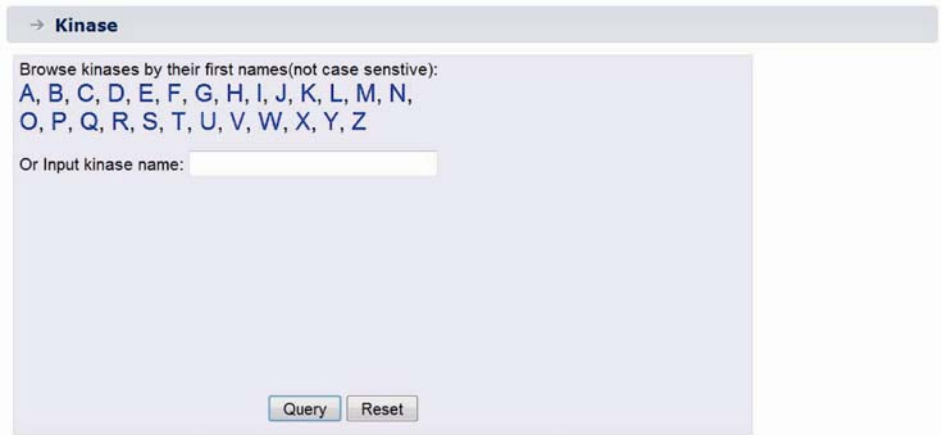 → Kinase
Browse kinases by their first names(not case senstive):
A, B, C, D, E, F, G, H, I, J, K, L, M, N,
O, P, Q, R, S, T, U, V, W, X, Y, Z
Or Input kinase name:
Query Reset